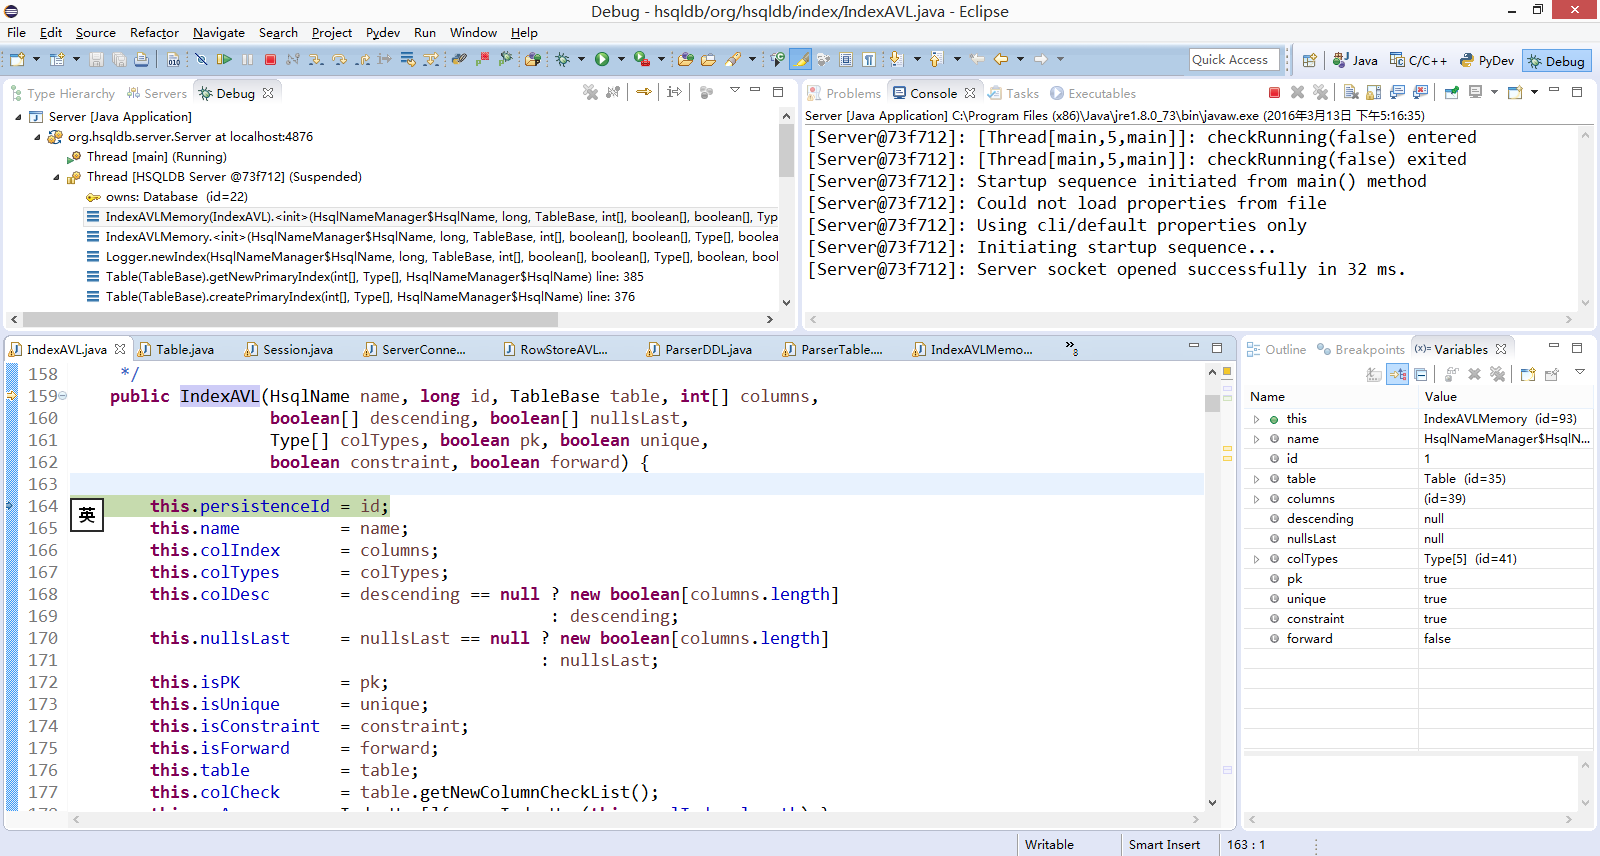 Debug - hsqldb/org/hsqldb/index/IndexAVL.java - Eclipse
File Edit Source Refactor Navigate Search Project Pydev Run Window Help
Quick Access Java C/C++ PyDev Debug
Type Hierarchy Servers Debug
Server [Java Application]
org.hsqldb.server.Server at localhost:4876
Thread [main] (Running)
Thread [HSQLDB Server @73f712] (Suspended)
owns: Database (id=22)
IndexAVLMemory(IndexAVL).<init>(HsqlNameManager$HsqlName, long, TableBase, int[], boolean[], boolean[], Typ
IndexAVLMemory.<init>(HsqlNameManager$HsqlName, long, TableBase, int[], boolean[], boolean[], Type[], boolea
Logger.newIndex(HsqlNameManager$HsqlName, long, TableBase, int[], boolean[], boolean[], Type[], boolean, boo
Table(TableBase).getNewPrimaryIndex(int[], Type[], HsqlNameManager$HsqlName) line: 385
Table(TableBase).createPrimaryIndex(int[], Type[], HsqlNameManager$HsqlName) line: 376
Problems Console Tasks Executables
Server [Java Application] C:\Program Files (x86)\Java\jre1.8.0_73\bin\javaw.exe (2016年3月13日 下午5:16:35)
[Server@73f712]: [Thread[main,5,main]]: checkRunning(false) entered
[Server@73f712]: [Thread[main,5,main]]: checkRunning(false) exited
[Server@73f712]: Startup sequence initiated from main() method
[Server@73f712]: Could not load properties from file
[Server@73f712]: Using cli/default properties only
[Server@73f712]: Initiating startup sequence...
[Server@73f712]: Server socket opened successfully in 32 ms.
IndexAVL.java Table.java Session.java ServerConne... RowStoreAVL... ParserDDL.java ParserTable.... IndexAVLMemo... »3
158 */
159 public IndexAVL(HsqlName name, long id, TableBase table, int[] columns,
160 boolean[] descending, boolean[] nullsLast,
161 Type[] colTypes, boolean pk, boolean unique,
162 boolean constraint, boolean forward) {
163
164 this.persistenceId = id;
英
165 this.name = name;
166 this.colIndex = columns;
167 this.colTypes = colTypes;
168 this.colDesc = descending == null ? new boolean[columns.length]
169 : descending;
170 this.nullsLast = nullsLast == null ? new boolean[columns.length]
171 : nullsLast;
172 this.isPK = pk;
173 this.isUnique = unique;
174 this.isConstraint = constraint;
175 this.isForward = forward;
176 this.table = table;
177 this.colCheck = table.getNewColumnCheckList();
Outline Breakpoints (x)= Variables
Name Value
this IndexAVLMemory (id=93)
name HsqlNameManager$HsqlN...
id 1
table Table (id=35)
columns (id=39)
descending null
nullsLast null
colTypes Type[5] (id=41)
pk true
unique true
constraint true
forward false
Writable Smart Insert 163 : 1